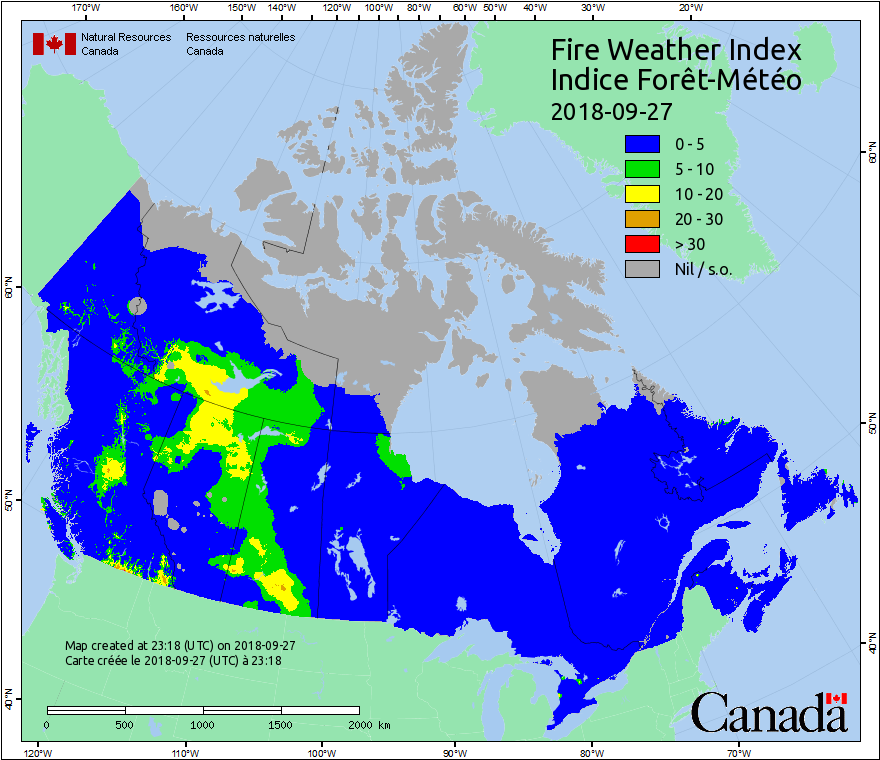 170°W 160°W 150°W 140°W 130°W 120°W 110°W 100°W 90°W 80°W 70°W 60°W 50°W 40°W 30°W 20°W
Natural Resources Ressources naturelles
Canada Canada
Fire Weather Index
Indice Forêt-Météo
2018-09-27
0 - 5
5 - 10
10 - 20
20 - 30
> 30
Nil / s.o.
60°N
60°N
50°N
50°N
40°N
40°N
Map created at 23:18 (UTC) on 2018-09-27
Carte créée le 2018-09-27 (UTC) à 23:18
0 500 1000 1500 2000 km
Canada
120°W 110°W 100°W 90°W 80°W 70°W